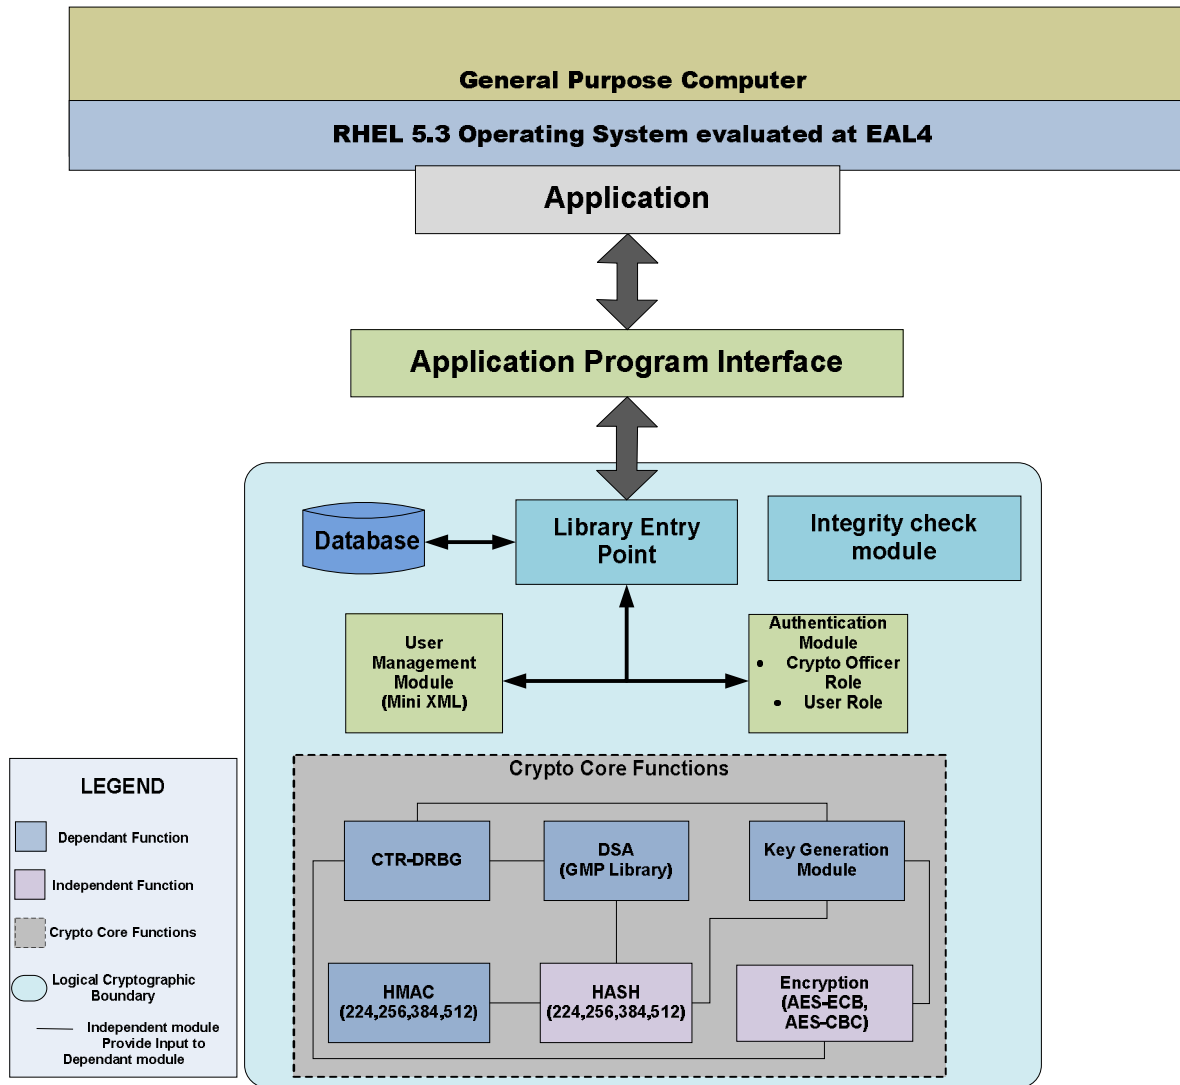 General Purpose Computer
RHEL 5.3 Operating System evaluated at EAL4
Application
Application Program Interface
Database
Library Entry
Point
Integrity check
module
User
Management
Module
(Mini XML)
Authentication
Module
• Crypto Officer
Role
• User Role
Crypto Core Functions
CTR-DRBG
DSA
(GMP Library)
Key Generation
Module
HMAC
(224,256,384,512)
HASH
(224,256,384,512)
Encryption
(AES-ECB,
AES-CBC)
LEGEND
Dependant Function
Independent Function
Crypto Core Functions
Logical Cryptographic
Boundary
Independent module
Provide Input to
Dependant module